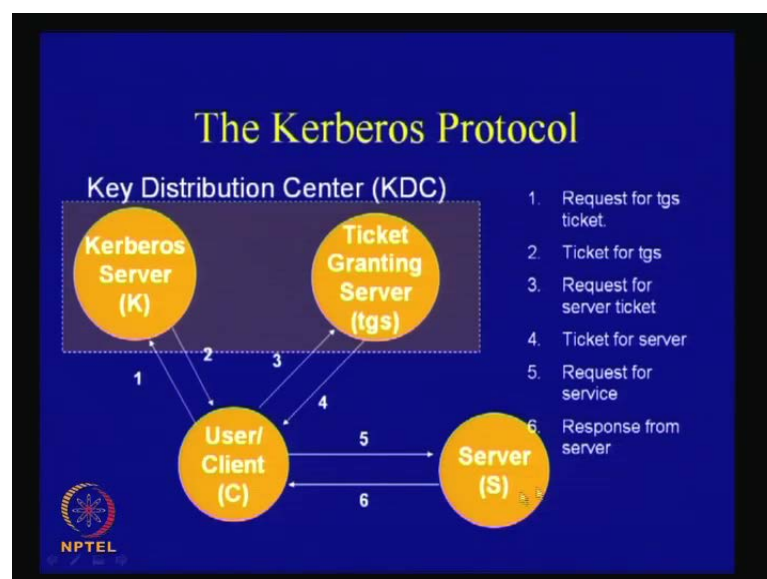 The Kerberos Protocol
Key Distribution Center (KDC)
Kerberos
Server
(K)
Ticket
Granting
Server
(tgs)
1
2
3
4
User/
Client
(C)
5
6
Server
(S)
1. Request for tgs
ticket.
2. Ticket for tgs
3. Request for
server ticket
4. Ticket for server
5. Request for
service
6. Response from
server
NPTEL